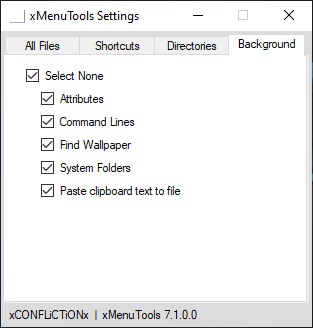 xMenuTools Settings
All Files
Shortcuts
Directories
Background
Select None
Attributes
Command Lines
Find Wallpaper
System Folders
Paste clipboard text to file
xCONFLiCTiONx | xMenuTools 7.1.0.0